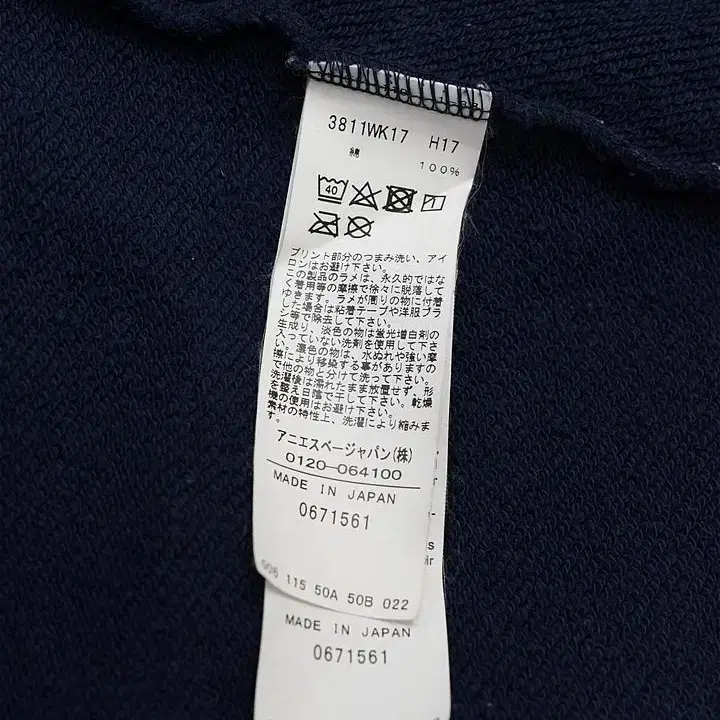 3811WK17 H17
綿 100%
40
プリント部分のつまみ洗い、アイ
ロンはお避け下さい。
この製品のラメは、永久的ではな
く着用等の摩擦で徐々に脱落して
ゆきます。ラメが周りの物に付着
した場合は粘着テープや洋服ブラ
シ等で除去して下さい。
生成り、淡色の物は蛍光増白剤の
入っていない洗剤を使用して下さ
い。濃色の物は、水ぬれや強い摩
擦により移染する事がありますの
で他の物と分けて洗って下さい。
洗濯後は濡れたまま放置せず、形
を整え日陰で干して下さい。乾燥
機の使用はお避け下さい。
素材の特性上、洗濯により縮みま
す。
アニエスベージャパン(株)
0120-064100
MADE IN JAPAN
0671561
006 115 50A 50B 022
s
ir
MADE IN JAPAN
0671561